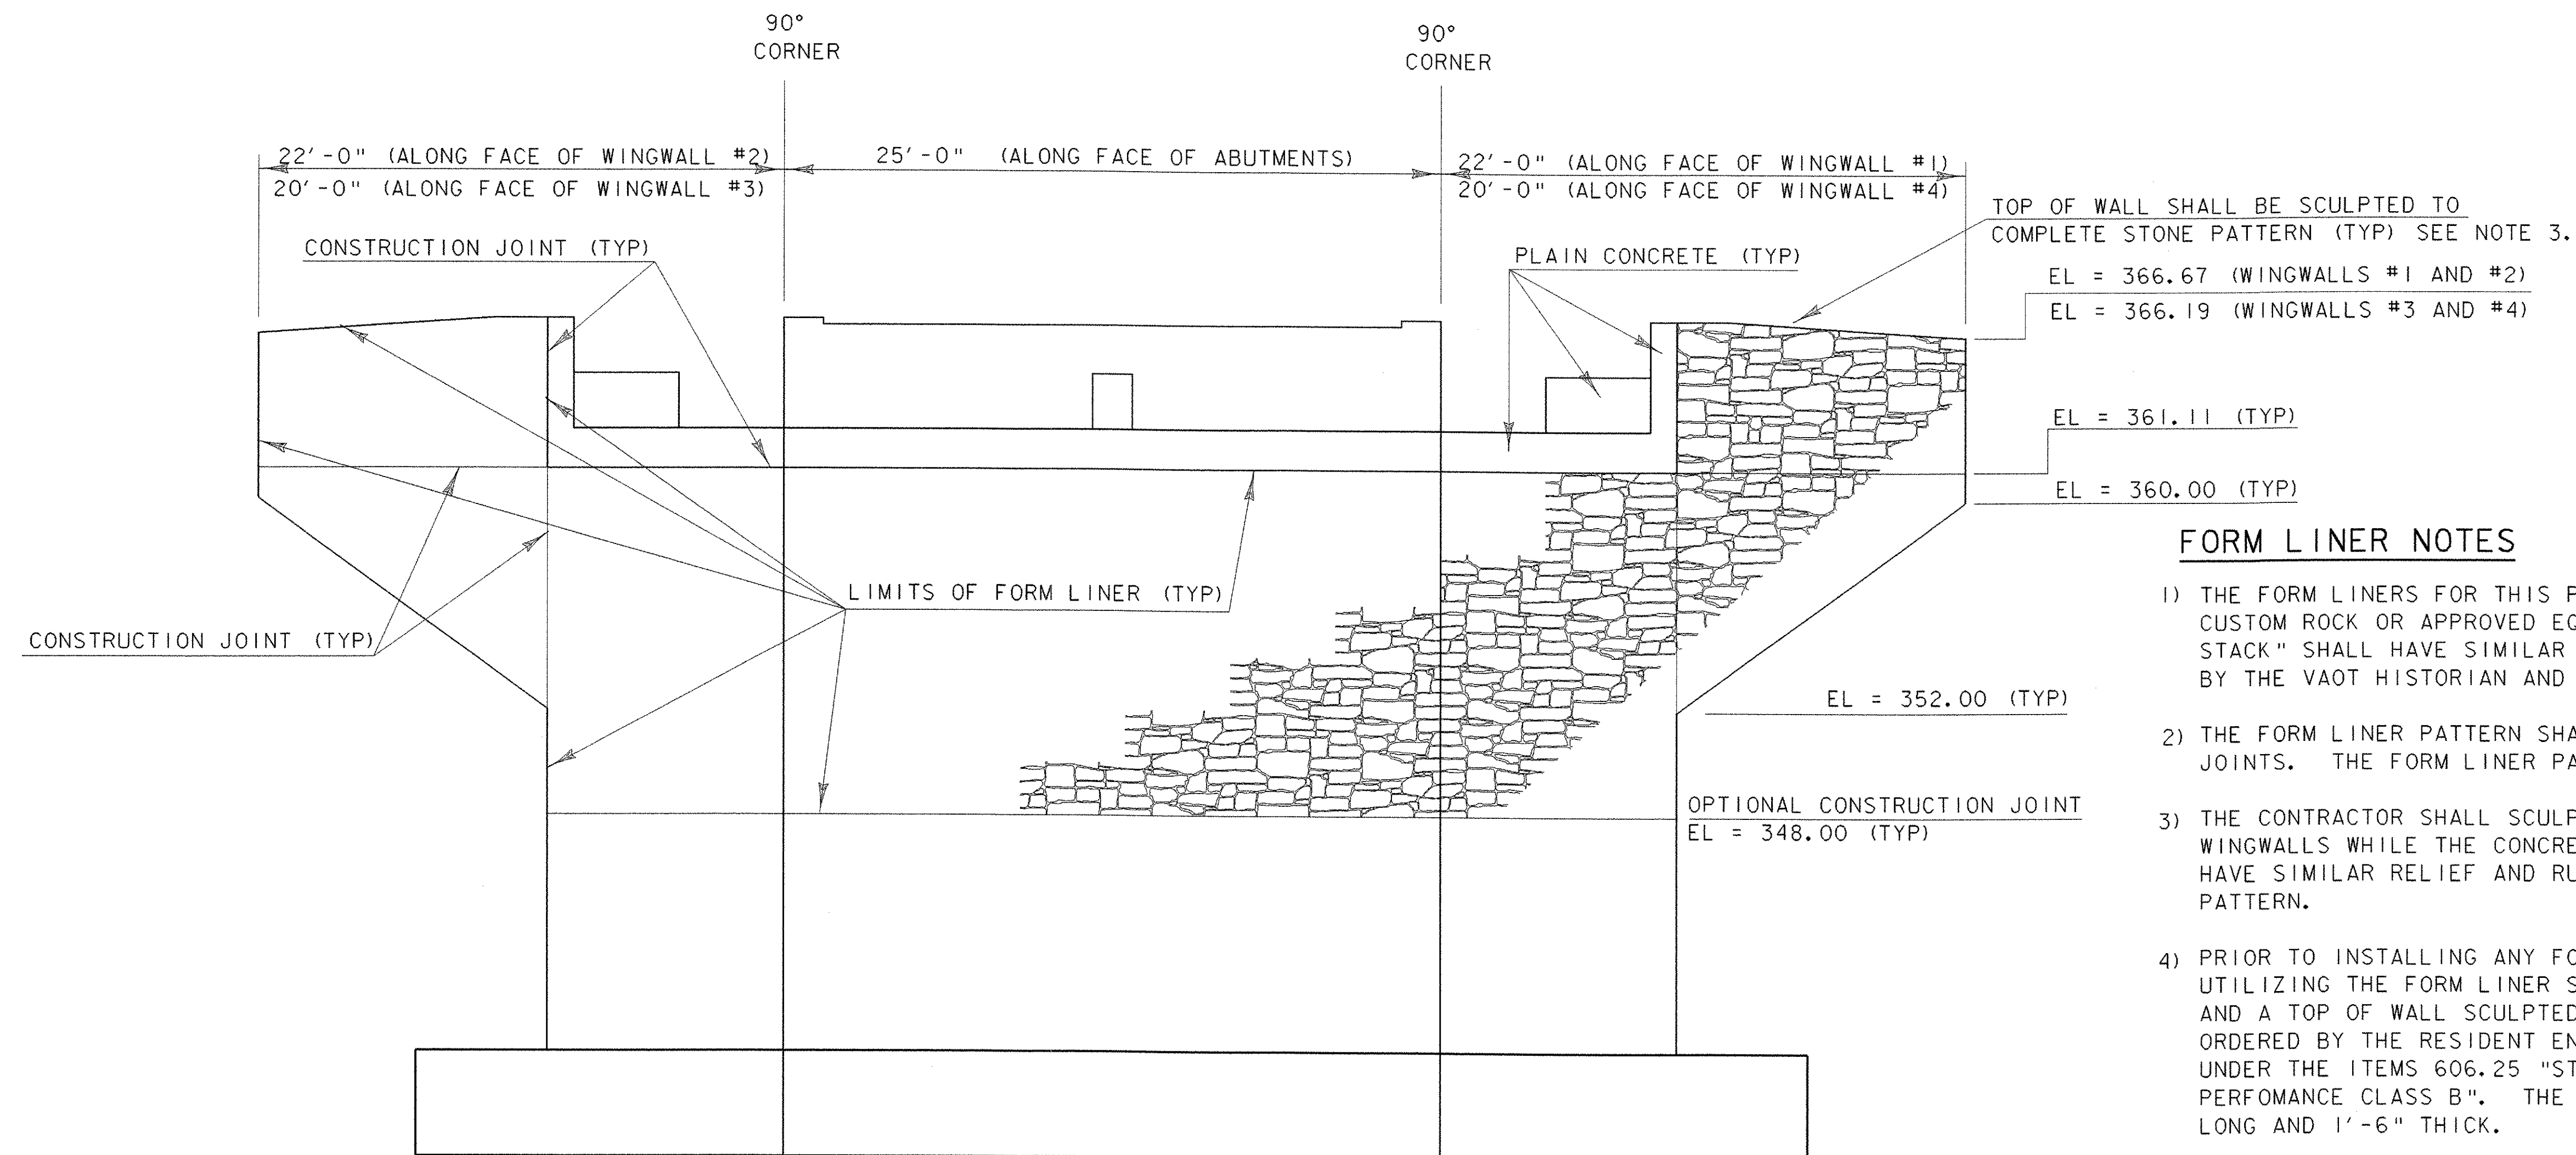 90°
CORNER
90°
CORNER
22'-0" (ALONG FACE OF WINGWALL #2)
20'-0" (ALONG FACE OF WINGWALL #3)
25'-0" (ALONG FACE OF ABUTMENTS)
22'-0" (ALONG FACE OF WINGWALL #1)
20'-0" (ALONG FACE OF WINGWALL #4)
TOP OF WALL SHALL BE SCULPTED TO
COMPLETE STONE PATTERN (TYP) SEE NOTE 3.
CONSTRUCTION JOINT (TYP)
PLAIN CONCRETE (TYP)
EL = 366.67 (WINGWALLS #1 AND #2)
EL = 366.19 (WINGWALLS #3 AND #4)
EL = 361.11 (TYP)
EL = 360.00 (TYP)
LIMITS OF FORM LINER (TYP)
CONSTRUCTION JOINT (TYP)
EL = 352.00 (TYP)
OPTIONAL CONSTRUCTION JOINT
EL = 348.00 (TYP)
FORM LINER NOTES
1) THE FORM LINERS FOR THIS
CUSTOM ROCK OR APPROVED
STACK" SHALL HAVE SIMILAR
BY THE VAOT HISTORIAN AND
2) THE FORM LINER PATTERN
JOINTS. THE FORM LINER
3) THE CONTRACTOR SHALL
WINGWALLS WHILE THE
HAVE SIMILAR RELIEF AND
PATTERN.
4) PRIOR TO INSTALLING ANY
UTILIZING THE FORM LINER
AND A TOP OF WALL SCULPTED
ORDERED BY THE RESIDENT
UNDER THE ITEMS 606.25
PERFOMANCE CLASS B". THE
LONG AND 1'-6" THICK.